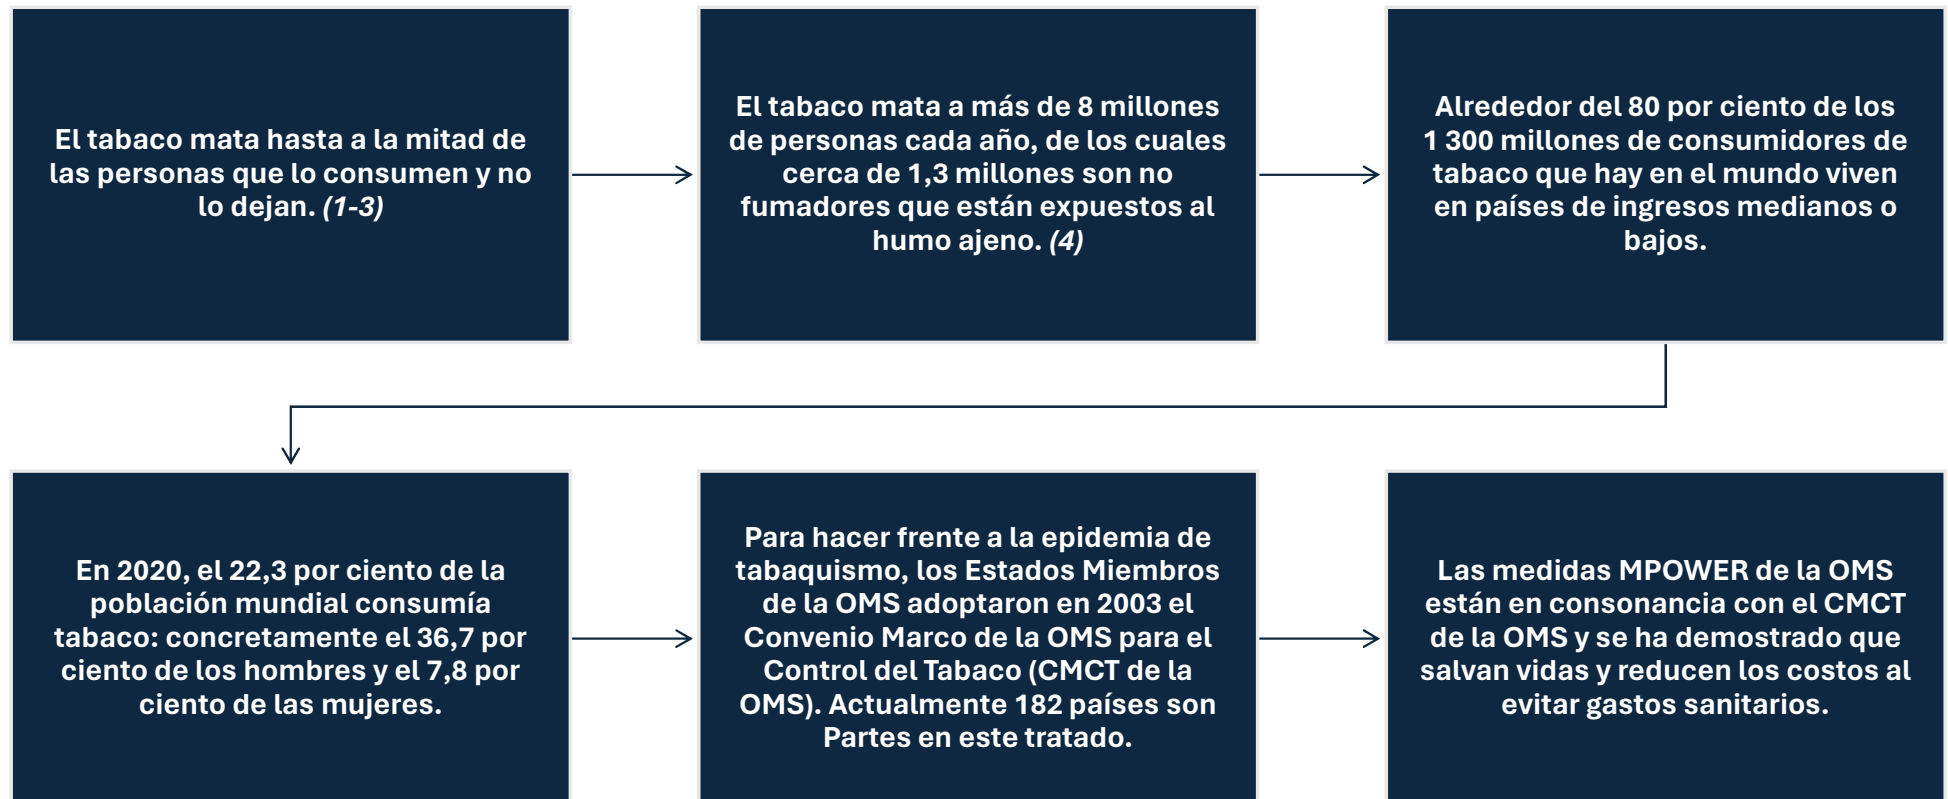 El tabaco mata hasta a la mitad de
las personas que lo consumen y no
lo dejan. (1-3)
El tabaco mata a más de 8 millones
de personas cada año, de los cuales
cerca de 1,3 millones son no
fumadores que están expuestos al
humo ajeno. (4)
Alrededor del 80 por ciento de los
1 300 millones de consumidores de
tabaco que hay en el mundo viven
en países de ingresos medianos o
bajos.
En 2020, el 22,3 por ciento de la
población mundial consumía
tabaco: concretamente el 36,7 por
ciento de los hombres y el 7,8 por
ciento de las mujeres.
Para hacer frente a la epidemia de
tabaquismo, los Estados Miembros
de la OMS adoptaron en 2003 el
Convenio Marco de la OMS para el
Control del Tabaco (CMCT de la
OMS). Actualmente 182 países son
Partes en este tratado.
Las medidas MPOWER de la OMS
están en consonancia con el CMCT
de la OMS y se ha demostrado que
salvan vidas y reducen los costos al
evitar gastos sanitarios.